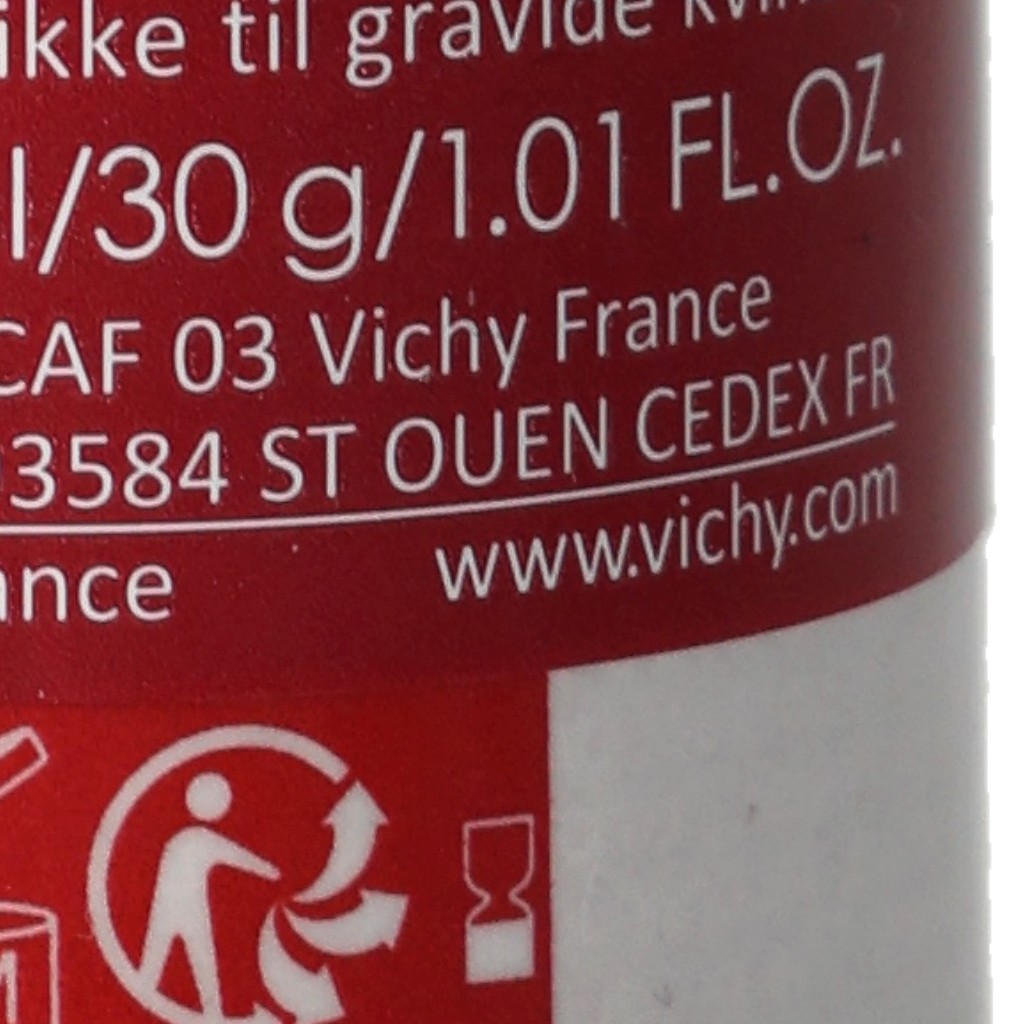 ikke til gravide
l/30 g/1.01 FL.OZ.
CAF 03 Vichy France
3584 ST OUEN CEDEX FR
www.vichy.com
M